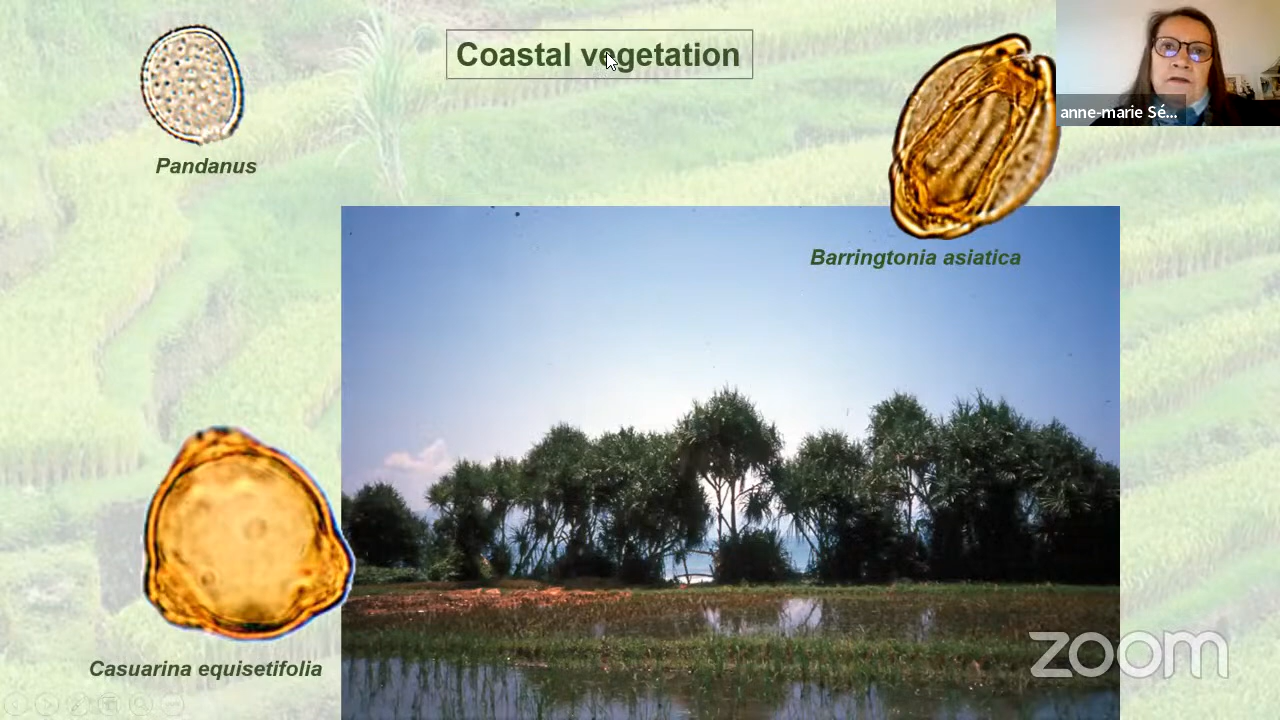 Coastal vegetation
anne-marie Sé...
Pandanus
Barringtonia asiatica
Casuarina equisetifolia
zoom